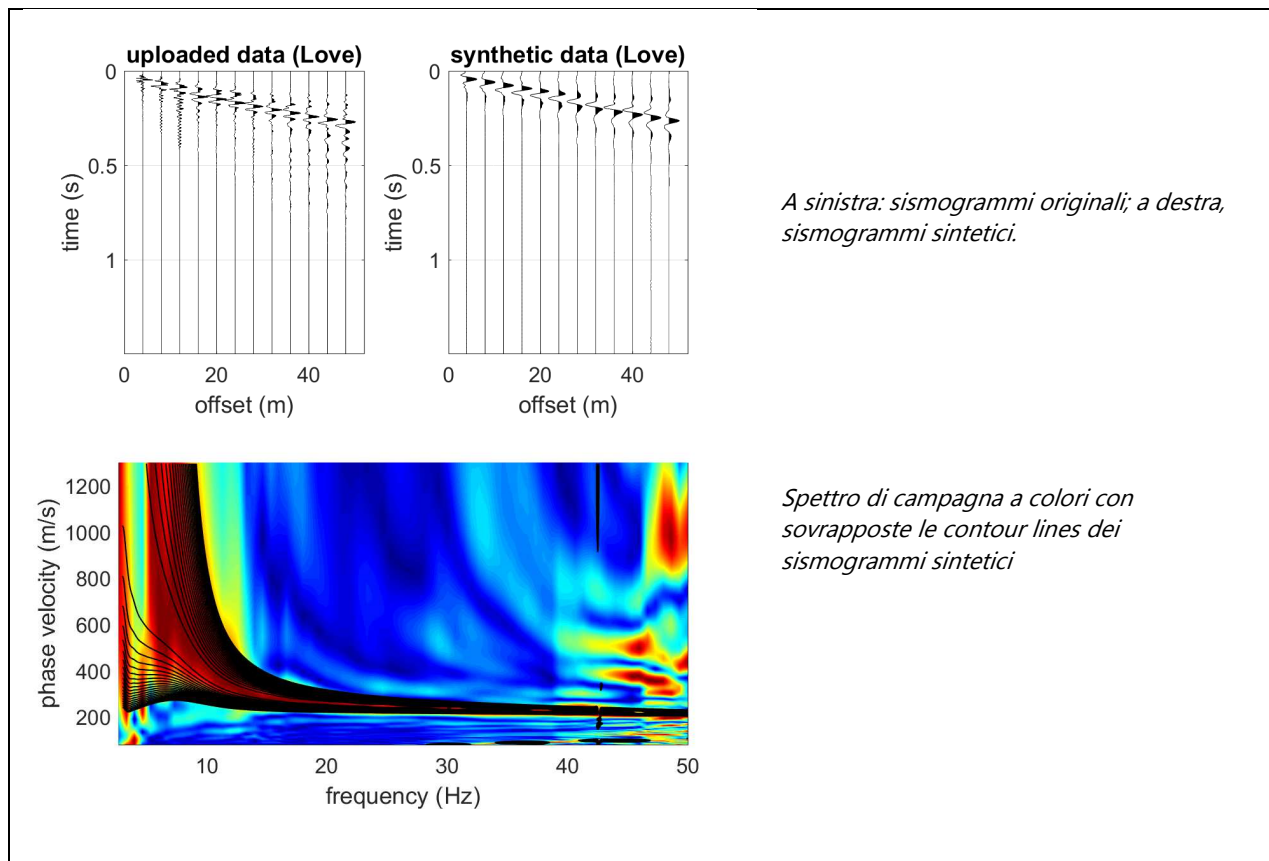 uploaded data (Love)
synthetic data (Love)
0
0.5
1
time (s)
0 20 40
offset (m)
0
0.5
1
time (s)
0 20 40
offset (m)
A sinistra: sismogrammi originali; a destra,
sismogrammi sintetici.
1200
1000
800
600
400
200
phase velocity (m/s)
10 20 30 40 50
frequency (Hz)
Spettro di campagna a colori con
sovrapposte le contour lines dei
sismogrammi sintetici